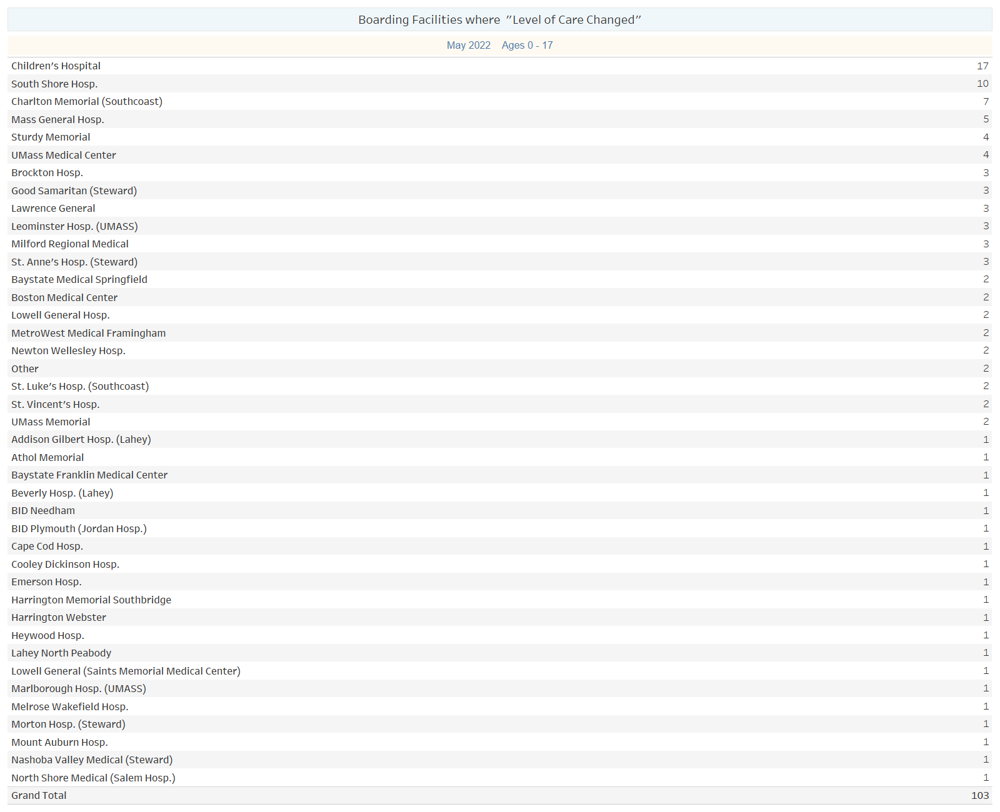 Boarding Facilities where "Level of Care Changed"
May 2022 Ages 0 - 17
Children's Hospital 17
South Shore Hosp. 10
Charlton Memorial (Southcoast) 7
Mass General Hosp. 5
Sturdy Memorial 4
UMass Medical Center 4
Brockton Hosp. 3
Good Samaritan (Steward) 3
Lawrence General 3
Leominster Hosp. (UMASS) 3
Milford Regional Medical 3
St. Anne's Hosp. (Steward) 3
Baystate Medical Springfield 2
Boston Medical Center 2
Lowell General Hosp. 2
MetroWest Medical Framingham 2
Newton Wellesley Hosp. 2
Other 2
St. Luke's Hosp. (Southcoast) 2
St. Vincent's Hosp. 2
UMass Memorial 2
Addison Gilbert Hosp. (Lahey) 1
Athol Memorial 1
Baystate Franklin Medical Center 1
Beverly Hosp. (Lahey) 1
BID Needham 1
BID Plymouth (Jordan Hosp.) 1
Cape Cod Hosp. 1
Cooley Dickinson Hosp. 1
Emerson Hosp. 1
Harrington Memorial Southbridge 1
Harrington Webster 1
Heywood Hosp. 1
Lahey North Peabody 1
Lowell General (Saints Memorial Medical Center) 1
Marlborough Hosp. (UMASS) 1
Melrose Wakefield Hosp. 1
Morton Hosp. (Steward) 1
Mount Auburn Hosp. 1
Nashoba Valley Medical (Steward) 1
North Shore Medical (Salem Hosp.) 1
Grand Total 103